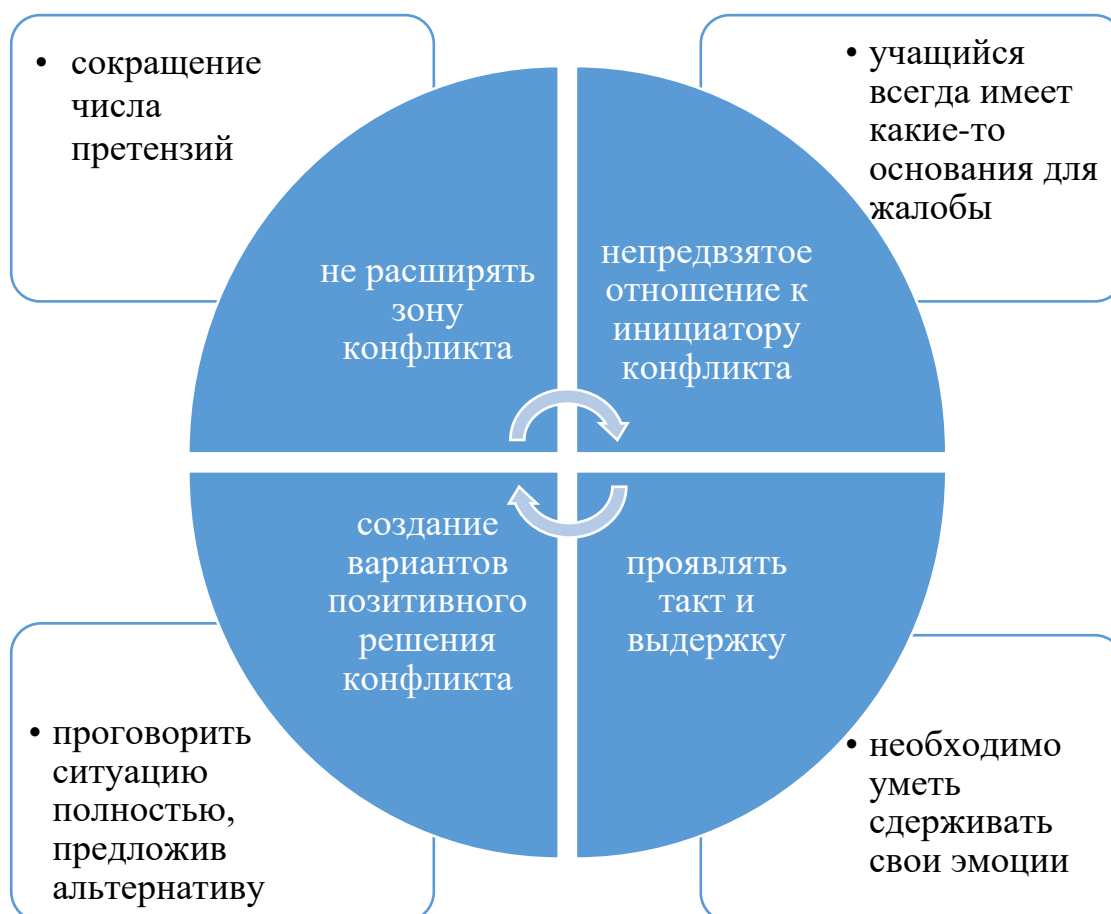 • сокращение
числа
претензий
• учащийся
всегда имеет
какие-то
основания для
жалобы
не расширять
зону
конфликта
непредвзятое
отношение к
инициатору
конфликта
создание
вариантов
позитивного
решения
конфликта
проявлять
такт и
выдержку
• проговорить
ситуацию
полностью,
предложив
альтернативу
• необходимо
уметь
сдерживать
свои эмоции